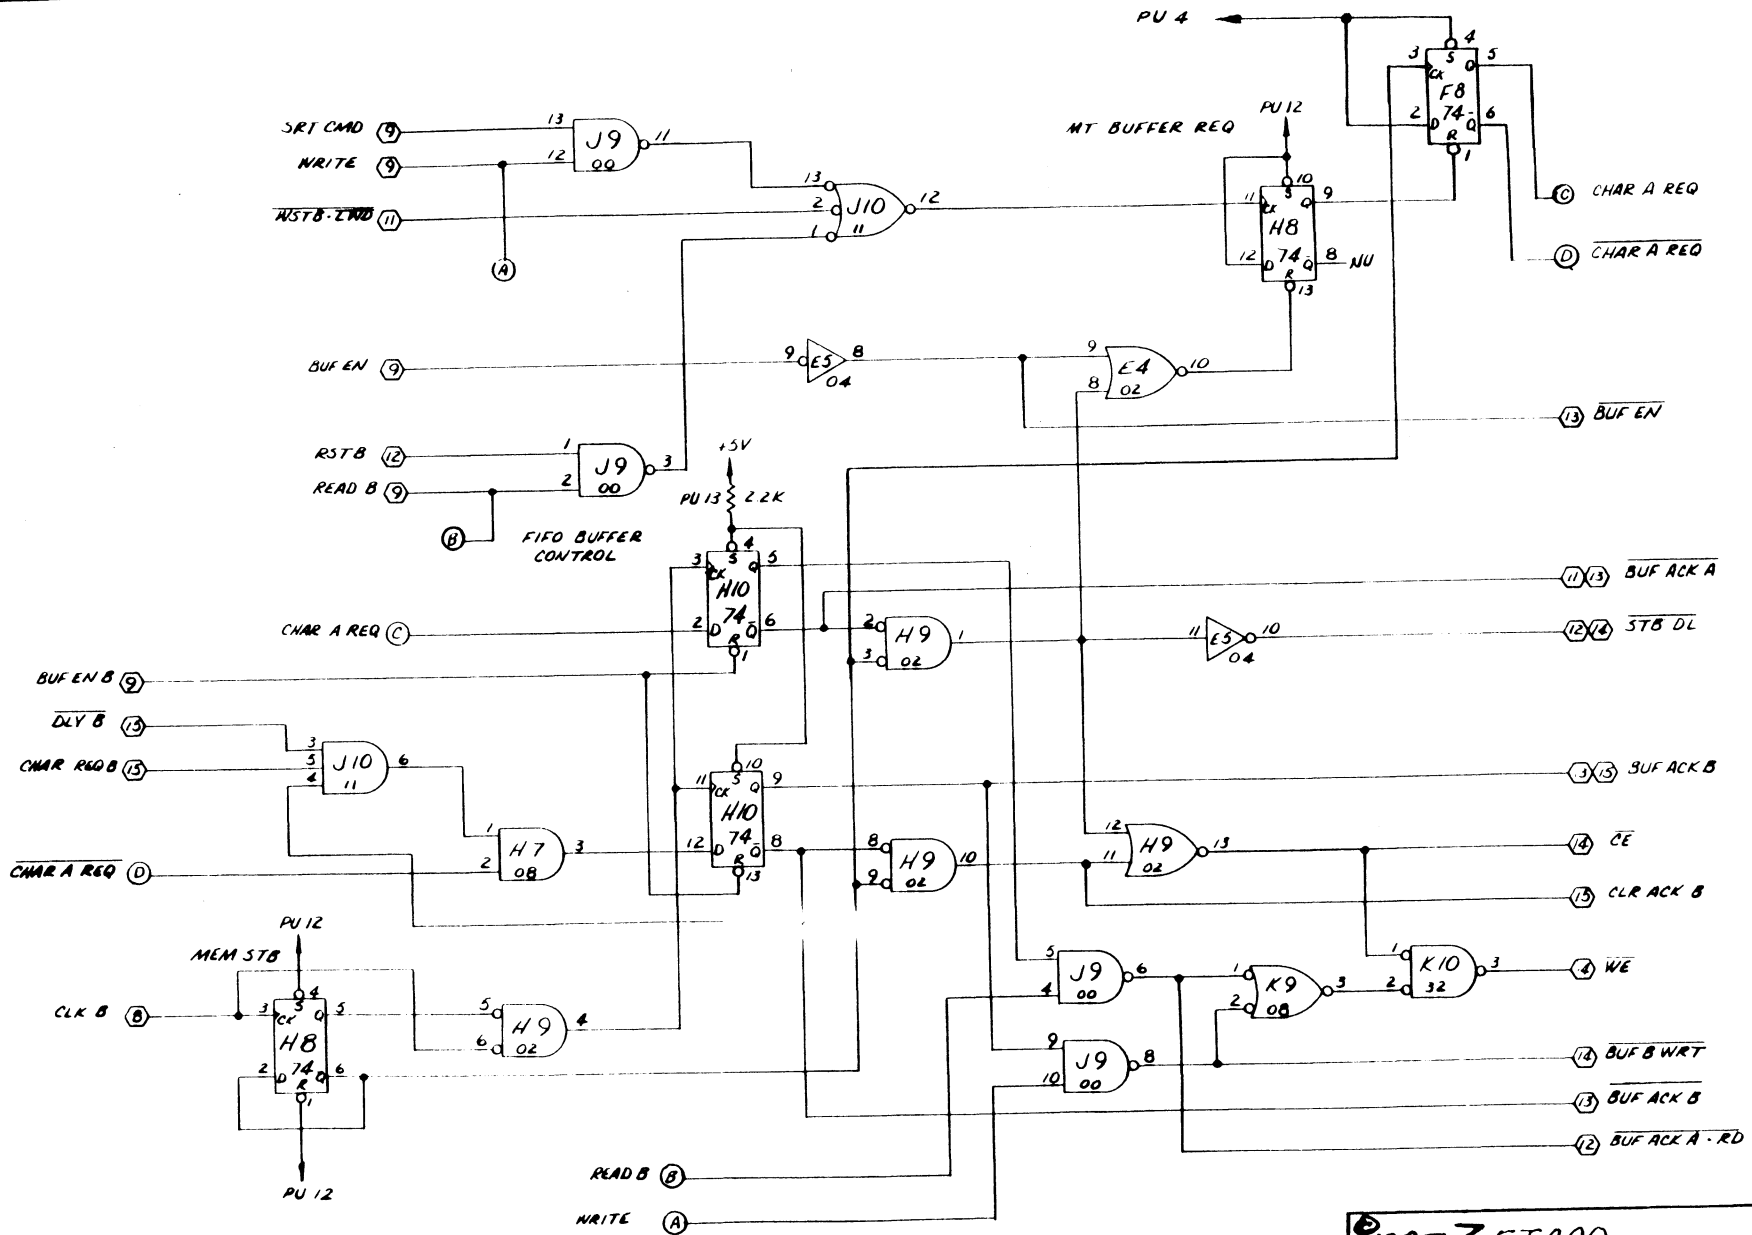 PU 4
3 4 5
CK S Q
F8
74
2 D Q 6
R
1
SRT CMD 9
13
J9 11
00
WRITE 9
12
A
WSTB·LWD 11
13
2 J10 12
1 11
MT BUFFER REQ
PU 12
10
11 CK S Q 9
H8
74
12 D Q 8 NU
R
13
C CHAR A REQ
D CHAR A REQ
BUF EN 9
9 E5 8
04
9
E4 10
8 02
13 BUF EN
RSTB 12
1
J9 3
00
READ B 9
2
B
FIFO BUFFER
CONTROL
+5V
PU 13 2.2K
4
3 CK S Q 5
H10
74
2 D Q 6
R
1
CHAR A REQ C
11 13 BUF ACK A
2
H9 1
3 02
11 E5 10
04
12 14 STB DL
BUF EN B 9
DLY B 15
3
CHAR REQ B 15
5 J10 6
4 11
10
11 CK S Q 9
H10
74
12 D Q 8
R
13
1
H7 3
2 08
CHAR A REQ D
13 15 BUF ACK B
8
H9 10
9 02
12
H9 13
11 02
14 CE
15 CLR ACK B
PU 12
MEM STB
CLK B 8
4
3 CK S Q 5
H8
74
2 D Q 6
R
1
PU 12
5
H9 4
6 02
5
J9 6
4 00
1
K9 3
2 08
1
K10 3
2 32
WE
9
J9 8
10 00
14 BUF B WRT
13 BUF ACK B
12 BUF ACK A · RD
READ B B
WRITE A